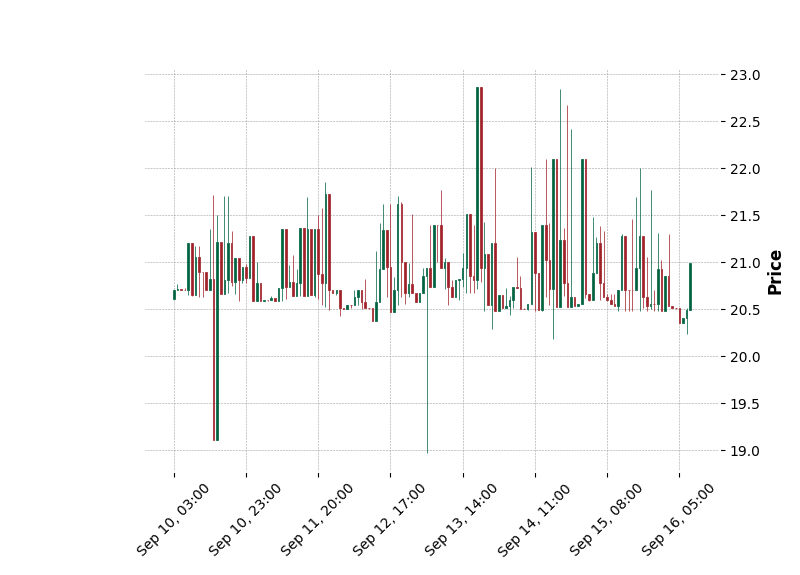 23.0
22.5
22.0
21.5
21.0
20.5
20.0
19.5
19.0
Price
Sep 10, 03:00
Sep 10, 23:00
Sep 11, 20:00
Sep 12, 17:00
Sep 13, 14:00
Sep 14, 11:00
Sep 15, 08:00
Sep 16, 05:00